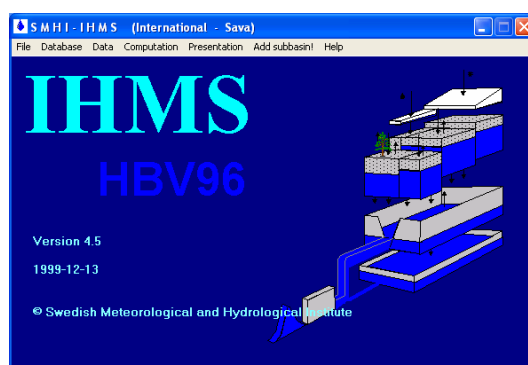 SMHI-IHMS (International - Sava)
File Database Data Computation Presentation Add subbasin! Help
IHMS
HBV96
Version 4.5
1999-12-13
© Swedish Meteorological and Hydrological Institute